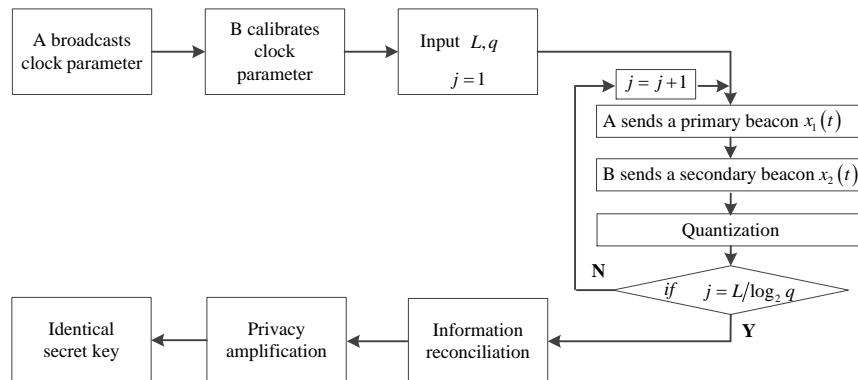 A broadcasts
clock parameter
B calibrates
clock
parameter
Input L, q
j = 1
j = j+1
A sends a primary beacon x₁(t)
B sends a secondary beacon x₂(t)
Quantization
N
if j = L/log₂ q
Y
Identical
secret key
Privacy
amplification
Information
reconciliation